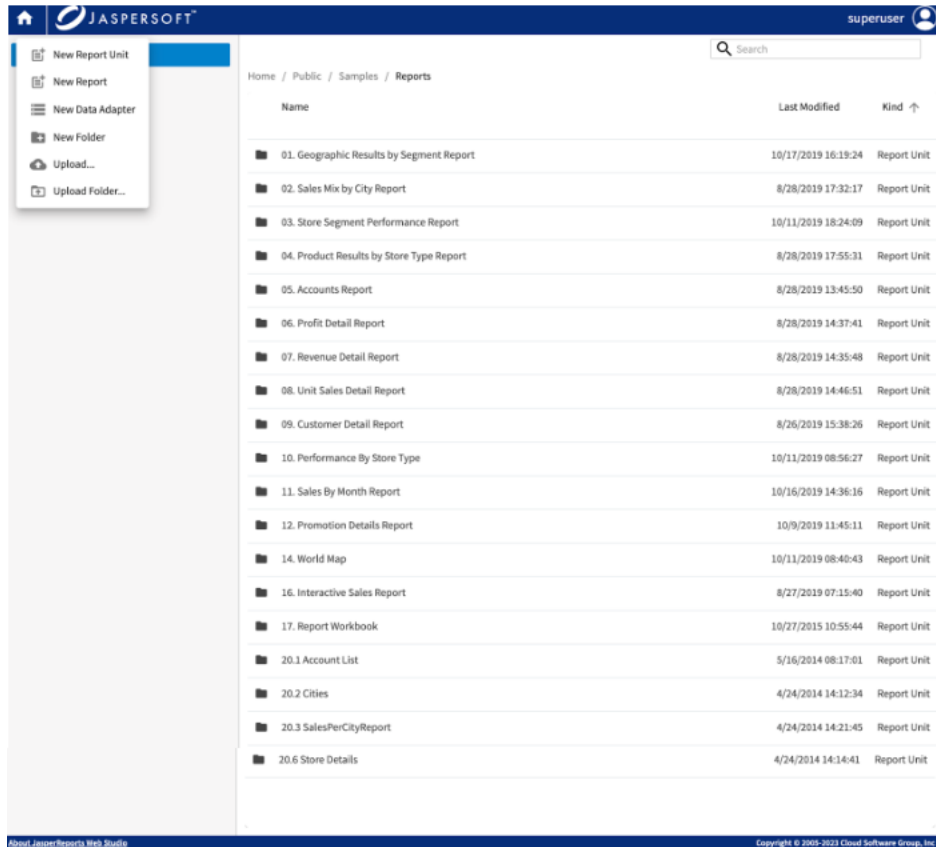 JASPERSOFT™
superuser
New Report Unit
New Report
New Data Adapter
New Folder
Upload...
Upload Folder...
Search
Home / Public / Samples / Reports
Name Last Modified Kind
01. Geographic Results by Segment Report 10/17/2019 16:19:24 Report Unit
02. Sales Mix by City Report 8/28/2019 17:32:17 Report Unit
03. Store Segment Performance Report 10/11/2019 18:24:09 Report Unit
04. Product Results by Store Type Report 8/28/2019 17:55:31 Report Unit
05. Accounts Report 8/28/2019 13:45:50 Report Unit
06. Profit Detail Report 8/28/2019 14:37:41 Report Unit
07. Revenue Detail Report 8/28/2019 14:35:48 Report Unit
08. Unit Sales Detail Report 8/28/2019 14:46:51 Report Unit
09. Customer Detail Report 8/26/2019 15:38:26 Report Unit
10. Performance By Store Type 10/11/2019 08:56:27 Report Unit
11. Sales By Month Report 10/16/2019 14:36:16 Report Unit
12. Promotion Details Report 10/9/2019 11:45:11 Report Unit
14. World Map 10/11/2019 08:40:43 Report Unit
16. Interactive Sales Report 8/27/2019 07:15:40 Report Unit
17. Report Workbook 10/27/2015 10:55:44 Report Unit
20.1 Account List 5/16/2014 08:17:01 Report Unit
20.2 Cities 4/24/2014 14:12:34 Report Unit
20.3 SalesPerCityReport 4/24/2014 14:21:45 Report Unit
20.6 Store Details 4/24/2014 14:14:41 Report Unit
About JasperReports Web Studio
Copyright © 2005-2023 Cloud Software Group, Inc